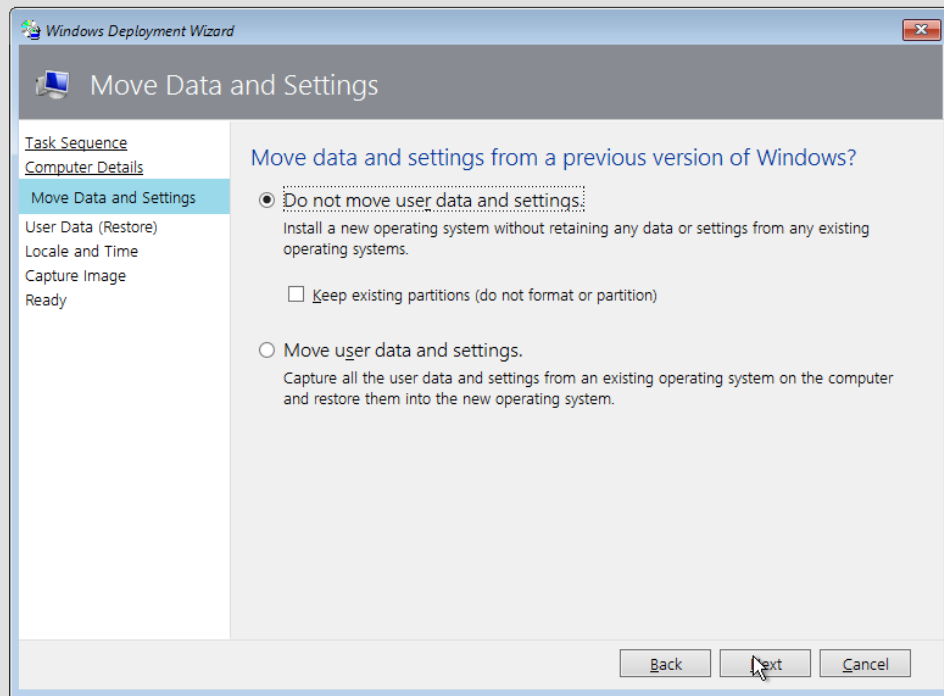 Windows Deployment Wizard
Move Data and Settings
Task Sequence
Computer Details
Move Data and Settings
User Data (Restore)
Locale and Time
Capture Image
Ready
Move data and settings from a previous version of Windows?
Do not move user data and settings.
Install a new operating system without retaining any data or settings from any existing
operating systems.
Keep existing partitions (do not format or partition)
Move user data and settings.
Capture all the user data and settings from an existing operating system on the computer
and restore them into the new operating system.
Back
Next
Cancel